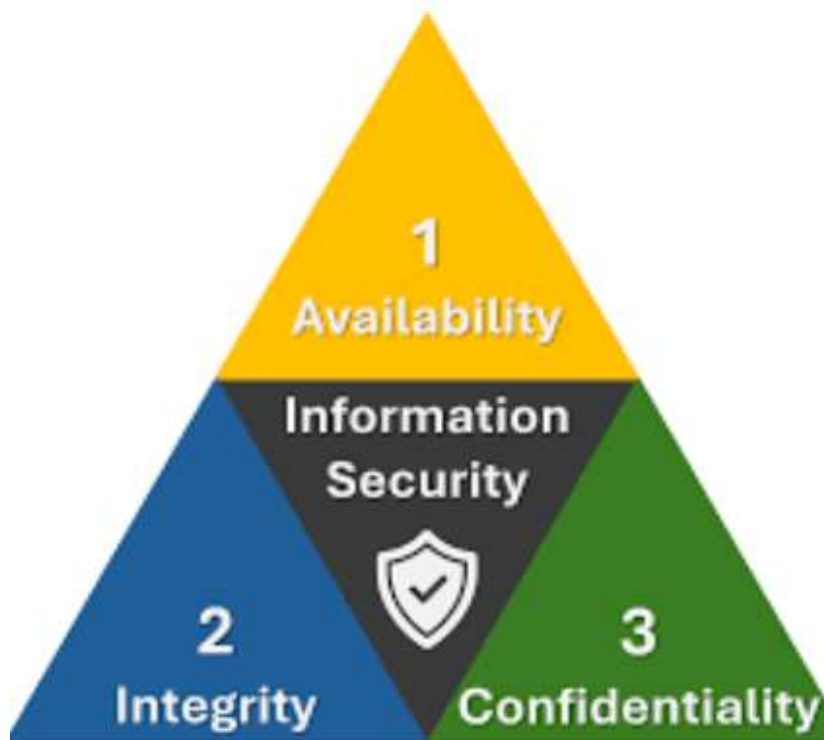 1
Availability
Information
Security
2
Integrity
3
Confidentiality